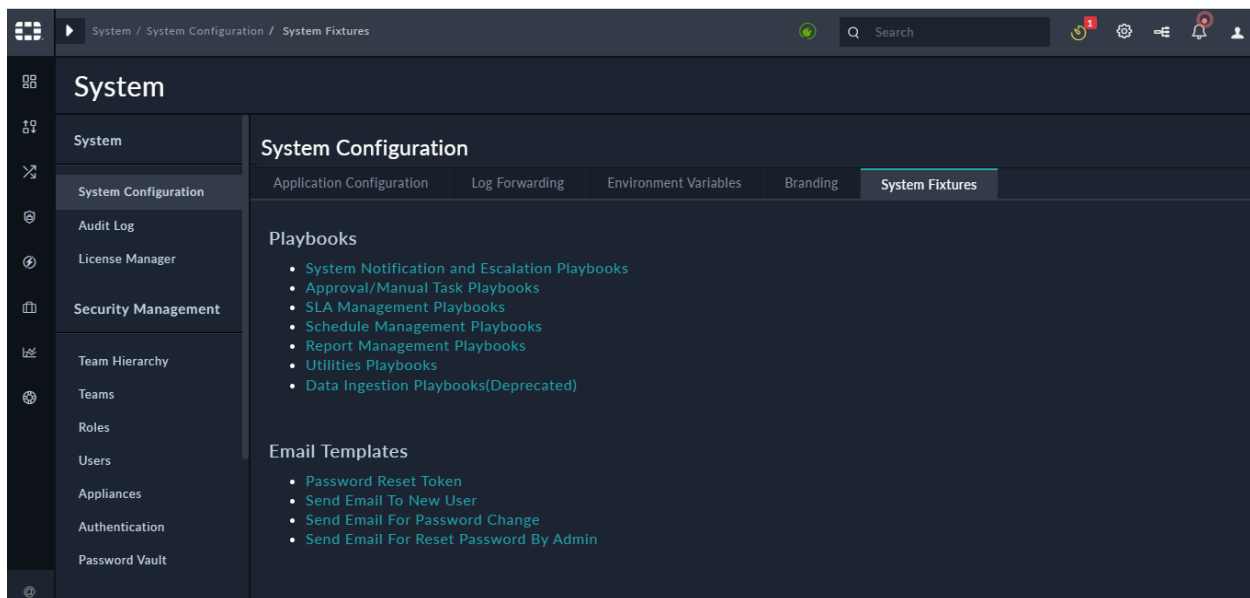 System / System Configuration / System Fixtures
Search
1
System
System
System Configuration
Audit Log
License Manager
Security Management
Team Hierarchy
Teams
Roles
Users
Appliances
Authentication
Password Vault
@
System Configuration
Application Configuration Log Forwarding Environment Variables Branding System Fixtures
Playbooks
• System Notification and Escalation Playbooks
• Approval/Manual Task Playbooks
• SLA Management Playbooks
• Schedule Management Playbooks
• Report Management Playbooks
• Utilities Playbooks
• Data Ingestion Playbooks(Deprecated)
Email Templates
• Password Reset Token
• Send Email To New User
• Send Email For Password Change
• Send Email For Reset Password By Admin